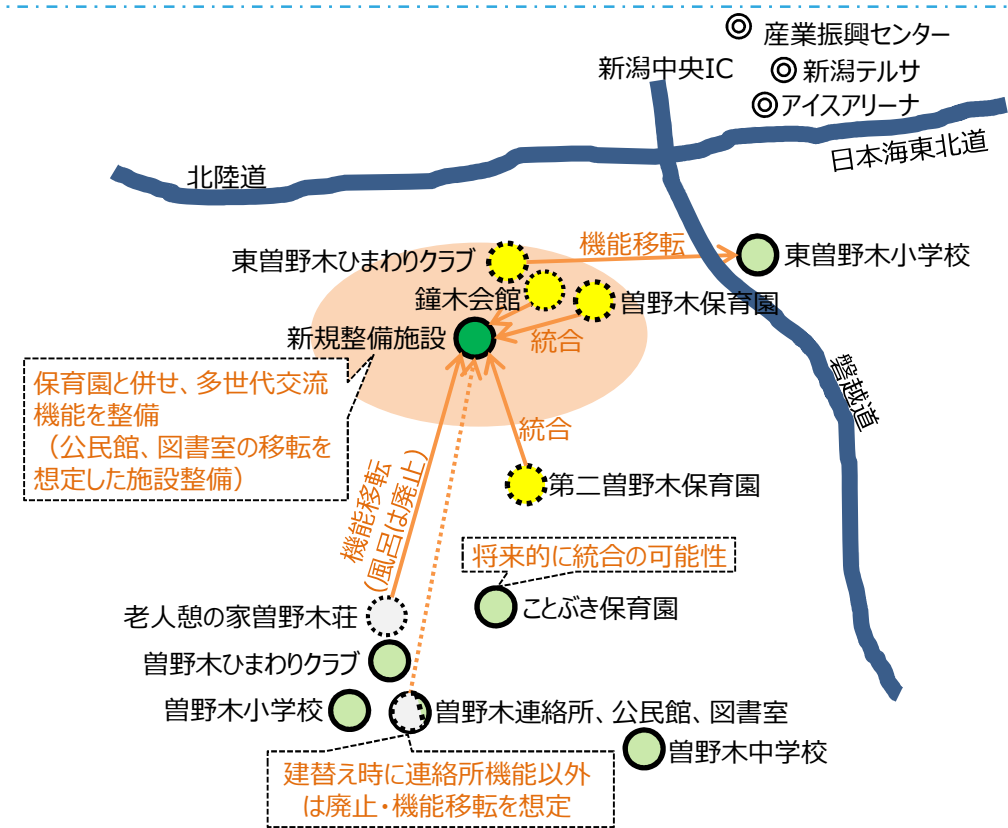 産業振興センター
新潟中央IC
新潟テルサ
アイスアリーナ
日本海東北道
北陸道
機能移転
東曽野木ひまわりクラブ
東曽野木小学校
鐘木会館
曽野木保育園
新規整備施設
統合
保育園と併せ、多世代交流
機能を整備
（公民館、図書室の移転を
想定した施設整備）
磐越道
統合
第二曽野木保育園
機能移転
(風呂は廃止)
将来的に統合の可能性
ことぶき保育園
老人憩の家曽野木荘
曽野木ひまわりクラブ
曽野木小学校
曽野木連絡所、公民館、図書室
曽野木中学校
建替え時に連絡所機能以外
は廃止・機能移転を想定